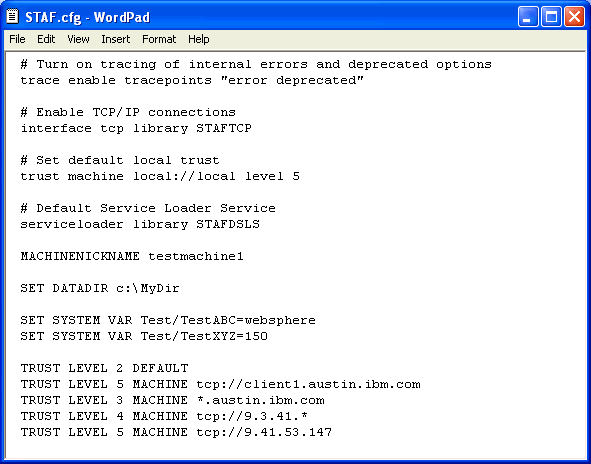 STAF.cfg - WordPad
File Edit View Insert Format Help
# Turn on tracing of internal errors and deprecated options
trace enable tracepoints "error deprecated"
# Enable TCP/IP connections
interface tcp library STAFTCP
# Set default local trust
trust machine local://local level 5
# Default Service Loader Service
serviceloader library STAFDSLS
MACHINENICKNAME testmachine1
SET DATADIR c:\MyDir
SET SYSTEM VAR Test/TestABC=websphere
SET SYSTEM VAR Test/TestXYZ=150
TRUST LEVEL 2 DEFAULT
TRUST LEVEL 5 MACHINE tcp://client1.austin.ibm.com
TRUST LEVEL 3 MACHINE *.austin.ibm.com
TRUST LEVEL 4 MACHINE tcp://9.3.41.*
TRUST LEVEL 5 MACHINE tcp://9.41.53.147